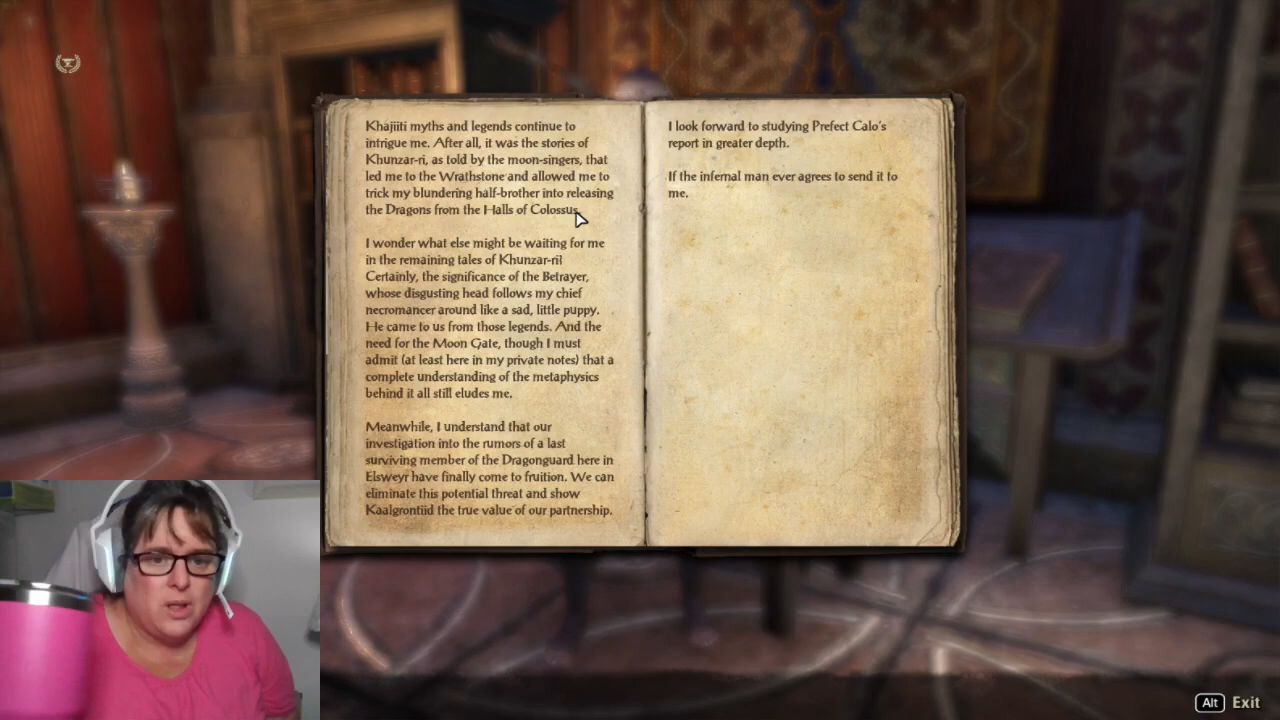 Khajiiti myths and legends continue to
intrigue me. After all, it was the stories of
Khunzar-ri, as told by the moon-singers, that
led me to the Wrathstone and allowed me to
trick my blundering half-brother into releasing
the Dragons from the Halls of Colossus.
I wonder what else might be waiting for me
in the remaining tales of Khunzar-ri!
Certainly, the significance of the Betrayer,
whose disgusting head follows my chief
necromancer around like a sad, little puppy.
He came to us from those legends. And the
need for the Moon Gate, though I must
admit (at least here in my private notes) that a
complete understanding of the metaphysics
behind it all still eludes me.
Meanwhile, I understand that our
investigation into the rumors of a last
surviving member of the Dragonguard here in
Elsweyr have finally come to fruition. We can
eliminate this potential threat and show
Kaalgrontiid the true value of our partnership.
I look forward to studying Prefect Calo's
report in greater depth.
If the infernal man ever agrees to send it to
me.
Alt Exit